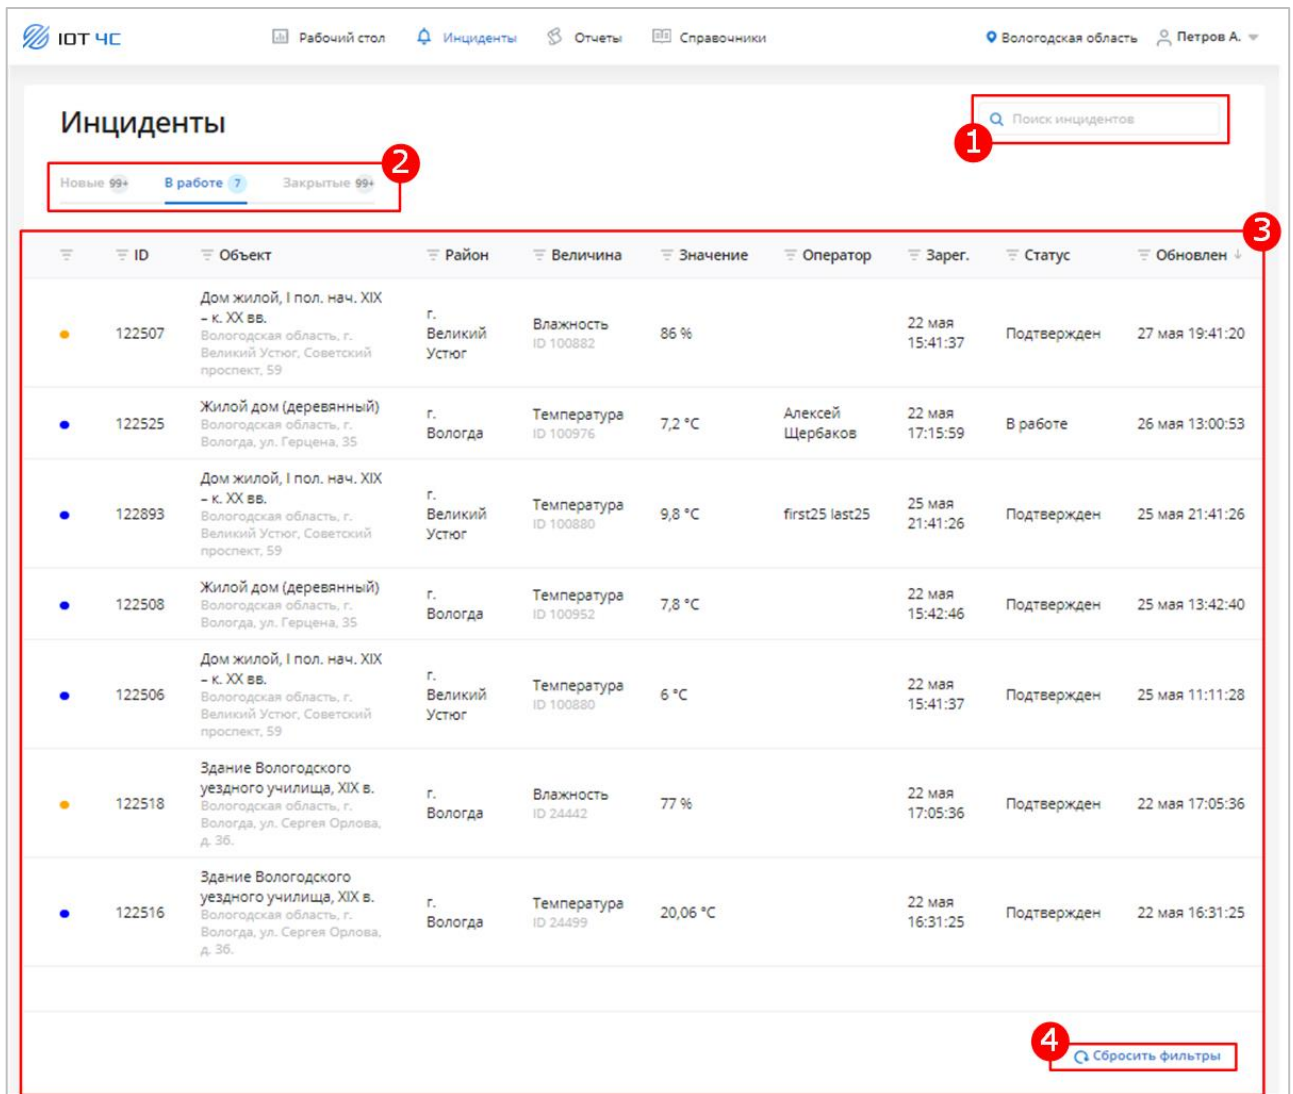 IOT ЧС Рабочий стол Инциденты Отчеты Справочники Вологодская область Петров А.
Инциденты
Поиск инцидентов
1
2
Новые 99+ В работе 7 Закрытые 99+
3
ID Объект Район Величина Значение Оператор Зарег. Статус Обновлен
Дом жилой, I пол. нач. XIX
– к. XX вв.
Вологодская область, г.
Великий Устюг, Советский
проспект, 59
122507
г.
Великий
Устюг
Влажность
ID 100882
86 %
22 мая
15:41:37
Подтвержден
27 мая 19:41:20
Жилой дом (деревянный)
Вологодская область, г.
Вологда, ул. Герцена, 35
122525
г.
Вологда
Температура
ID 100976
7,2 °C
Алексей
Щербаков
22 мая
17:15:59
В работе
26 мая 13:00:53
Дом жилой, I пол. нач. XIX
– к. XX вв.
Вологодская область, г.
Великий Устюг, Советский
проспект, 59
122893
г.
Великий
Устюг
Температура
ID 100880
9,8 °C
first25 last25
25 мая
21:41:26
Подтвержден
25 мая 21:41:26
Жилой дом (деревянный)
Вологодская область, г.
Вологда, ул. Герцена, 35
122508
г.
Вологда
Температура
ID 100952
7,8 °C
22 мая
15:42:46
Подтвержден
25 мая 13:42:40
Дом жилой, I пол. нач. XIX
– к. XX вв.
Вологодская область, г.
Великий Устюг, Советский
проспект, 59
122506
г.
Великий
Устюг
Температура
ID 100880
6 °C
22 мая
15:41:37
Подтвержден
25 мая 11:11:28
Здание Вологодского
уездного училища, XIX в.
Вологодская область, г.
Вологда, ул. Сергея Орлова,
д. 3б.
122518
г.
Вологда
Влажность
ID 24442
77 %
22 мая
17:05:36
Подтвержден
22 мая 17:05:36
Здание Вологодского
уездного училища, XIX в.
Вологодская область, г.
Вологда, ул. Сергея Орлова,
д. 3б.
122516
г.
Вологда
Температура
ID 24499
20,06 °C
22 мая
16:31:25
Подтвержден
22 мая 16:31:25
4
Сбросить фильтры